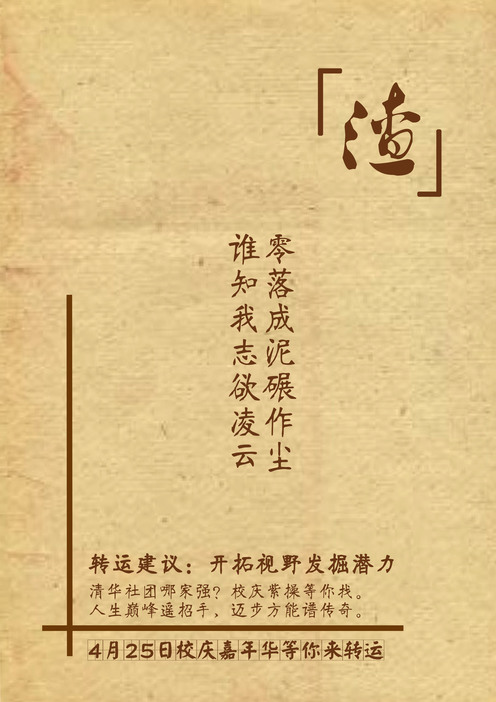 「渣」
零落成泥碾作尘
谁知我志欲凌云
转运建议：开拓视野发掘潜力
清华社团哪家强？校庆紫操等你找。
人生巅峰遥招手，迈步方能谱传奇。
4月25日校庆嘉年华等你来转运